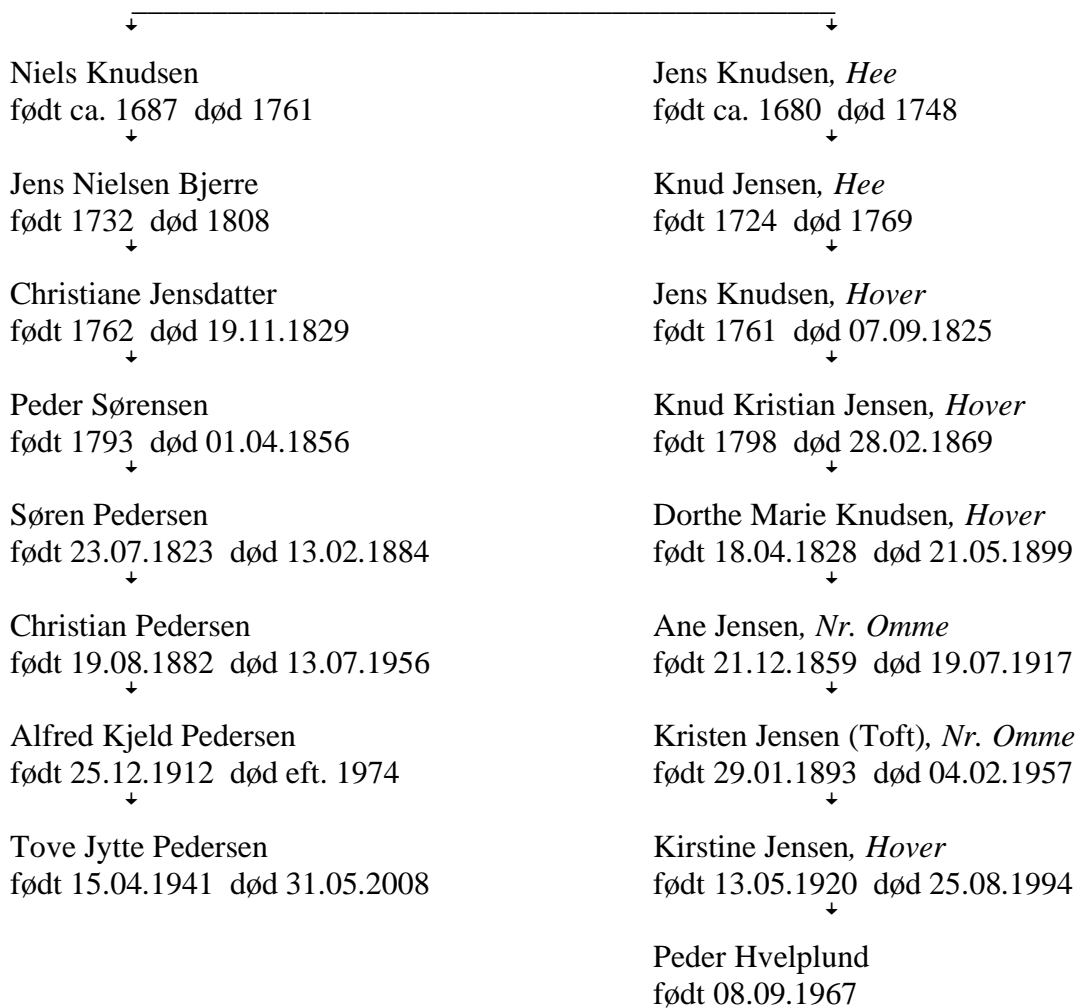 Niels Knudsen
født ca. 1687 død 1761
Jens Nielsen Bjerre
født 1732 død 1808
Christiane Jensdatter
født 1762 død 19.11.1829
Peder Sørensen
født 1793 død 01.04.1856
Søren Pedersen
født 23.07.1823 død 13.02.1884
Christian Pedersen
født 19.08.1882 død 13.07.1956
Alfred Kjeld Pedersen
født 25.12.1912 død eft. 1974
Tove Jytte Pedersen
født 15.04.1941 død 31.05.2008
Jens Knudsen, Hee
født ca. 1680 død 1748
Knud Jensen, Hee
født 1724 død 1769
Jens Knudsen, Hover
født 1761 død 07.09.1825
Knud Kristian Jensen, Hover
født 1798 død 28.02.1869
Dorthe Marie Knudsen, Hover
født 18.04.1828 død 21.05.1899
Ane Jensen, Nr. Omme
født 21.12.1859 død 19.07.1917
Kristen Jensen (Toft), Nr. Omme
født 29.01.1893 død 04.02.1957
Kirstine Jensen, Hover
født 13.05.1920 død 25.08.1994
Peder Hvelplund
født 08.09.1967